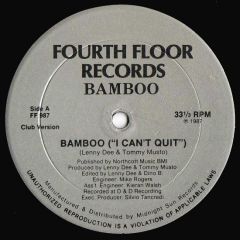 FOURTH FLOOR
RECORDS
BAMBOO
Side A
FF 987
Club Version
33⅓ RPM
℗ 1987
BAMBOO ("I CAN'T QUIT")
(Lenny Dee & Tommy Musto)
Published by Northcott Music BMI
Produced by Lenny Dee & Tommy Musto
Edited by Lenny Dee & Dino B.
Engineer: Mike Rogers
Ass't. Engineer: Kieran Walsh
Recorded at D & D Recording
Executive Producer: Silvio Tancredi
Manufactured & Distributed by Midnight Sun Records
UNAUTHORIZED REPRODUCTION IS A VIOLATION OF APPLICABLE LAWS